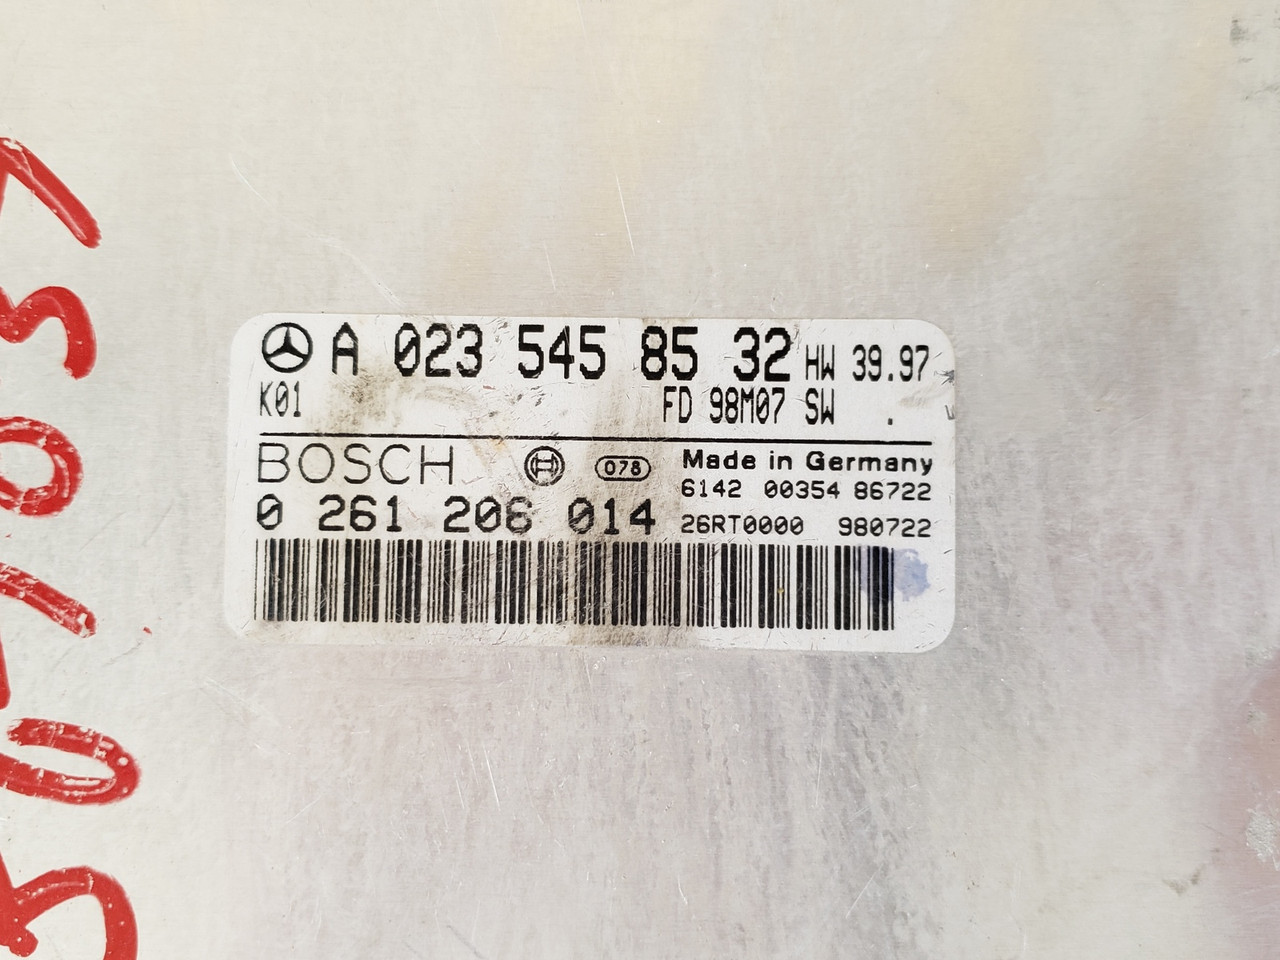 A 023 545 85 32 HW 39.97
K01 FD 98M07 SW .
BOSCH 078 Made in Germany
6142 00354 86722
0 261 206 014 26RT0000 980722